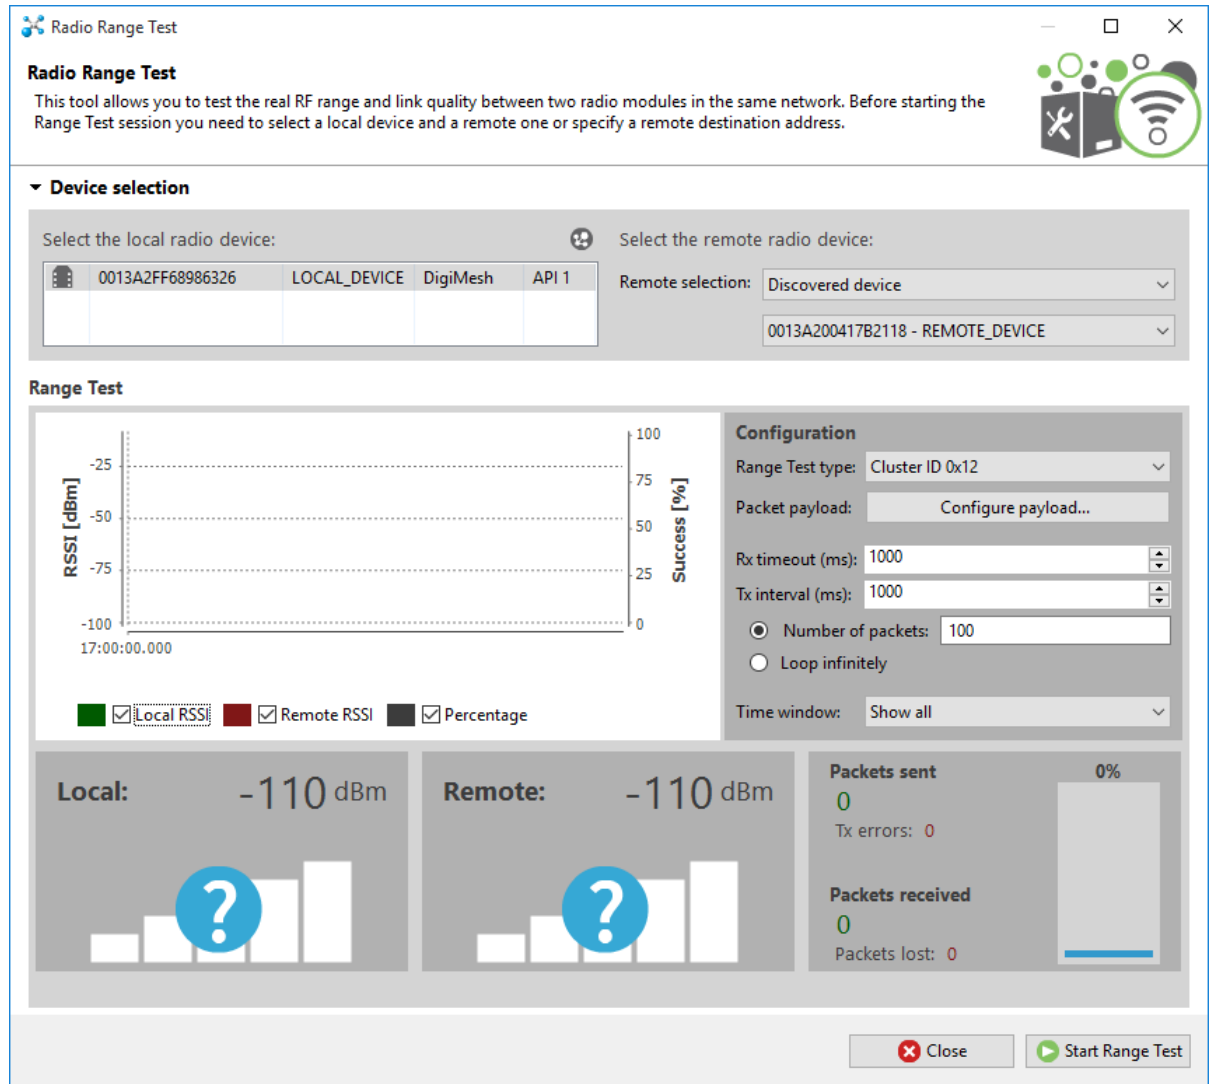 Radio Range Test
Radio Range Test
This tool allows you to test the real RF range and link quality between two radio modules in the same network. Before starting the
Range Test session you need to select a local device and a remote one or specify a remote destination address.
Device selection
Select the local radio device:
0013A2FF68986326 LOCAL_DEVICE DigiMesh API 1
Select the remote radio device:
Remote selection: Discovered device
0013A200417B2118 - REMOTE_DEVICE
Range Test
RSSI [dBm]
-25
-50
-75
-100
17:00:00.000
100
75
50
25
0
Success [%]
Local RSSI Remote RSSI Percentage
Configuration
Range Test type: Cluster ID 0x12
Packet payload: Configure payload...
Rx timeout (ms): 1000
Tx interval (ms): 1000
Number of packets: 100
Loop infinitely
Time window: Show all
Local: -110 dBm
?
Remote: -110 dBm
?
Packets sent
0
Tx errors: 0
Packets received
0
Packets lost: 0
0%
Close
Start Range Test